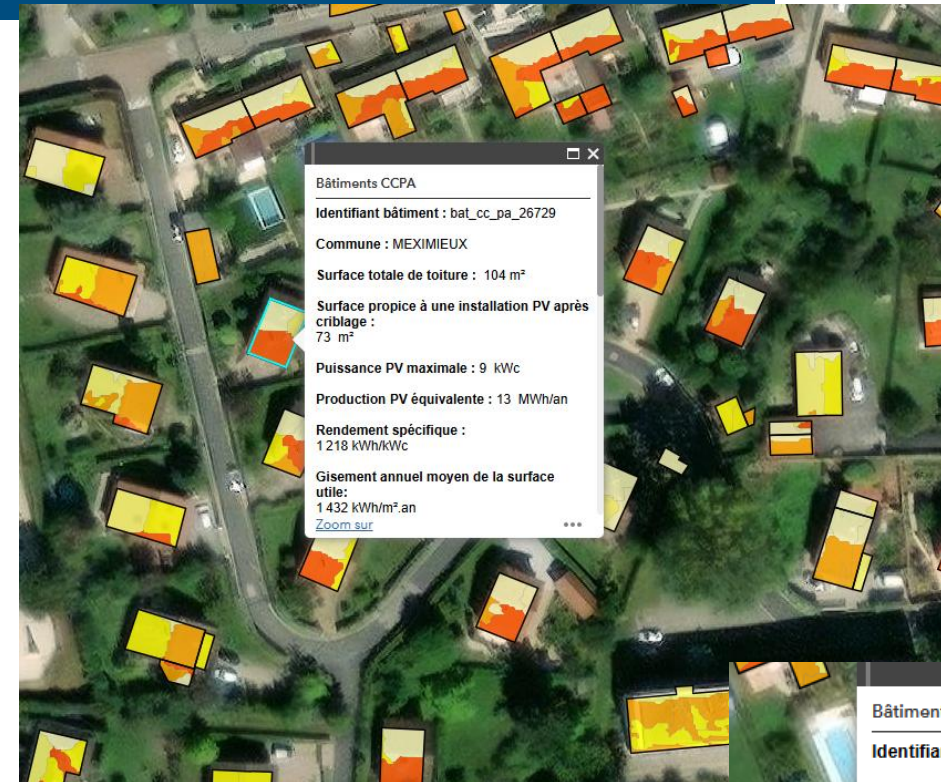 Bâtiments CCPA
Identifiant bâtiment : bat_cc_pa_26729
Commune : MEXIMIEUX
Surface totale de toiture : 104 m²
Surface propice à une installation PV après
criblage :
73 m²
Puissance PV maximale : 9 kWc
Production PV équivalente : 13 MWh/an
Rendement spécifique :
1 218 kWh/kWc
Gisement annuel moyen de la surface
utile:
1 432 kWh/m².an
Zoom sur
Bâtiment
Identifia